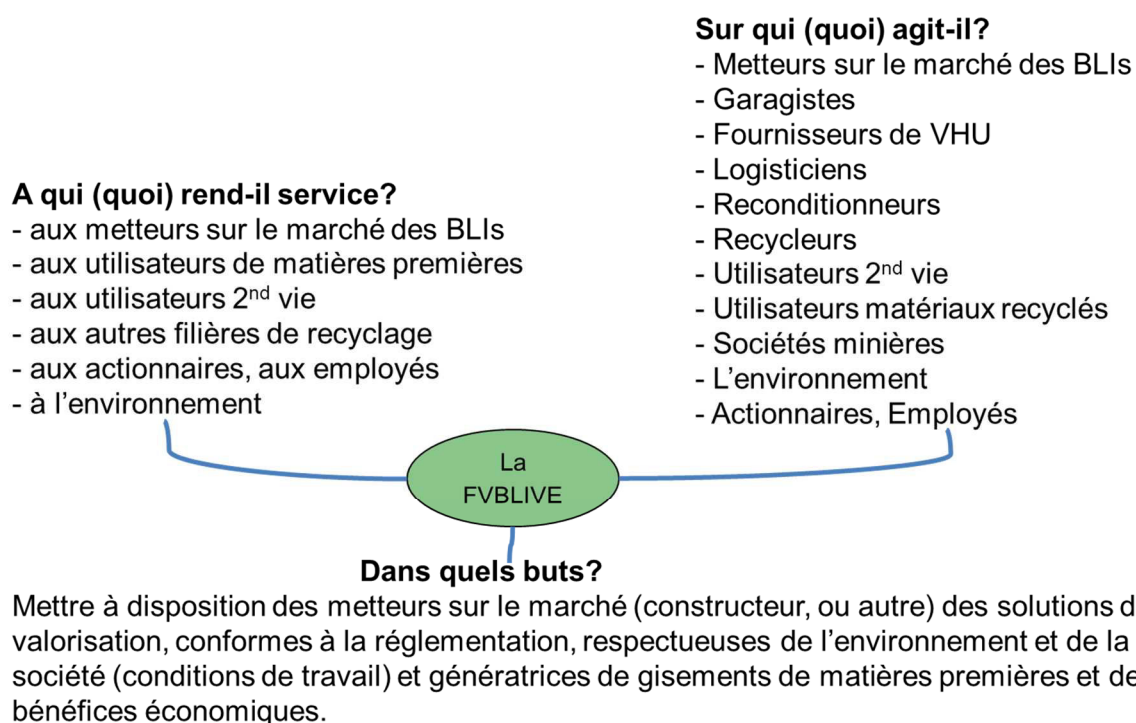 Sur qui (quoi) agit-il?
- Metteurs sur le marché des BLIs
- Garagistes
- Fournisseurs de VHU
- Logisticiens
- Reconditionneurs
- Recycleurs
- Utilisateurs 2nd vie
- Utilisateurs matériaux recyclés
- Sociétés minières
- L’environnement
- Actionnaires, Employés
A qui (quoi) rend-il service?
- aux metteurs sur le marché des BLIs
- aux utilisateurs de matières premières
- aux utilisateurs 2nd vie
- aux autres filières de recyclage
- aux actionnaires, aux employés
- à l’environnement
La
FVBLIVE
Dans quels buts?
Mettre à disposition des metteurs sur le marché (constructeur, ou autre) des solutions d
valorisation, conformes à la réglementation, respectueuses de l’environnement et de la
société (conditions de travail) et génératrices de gisements de matières premières et de
bénéfices économiques.